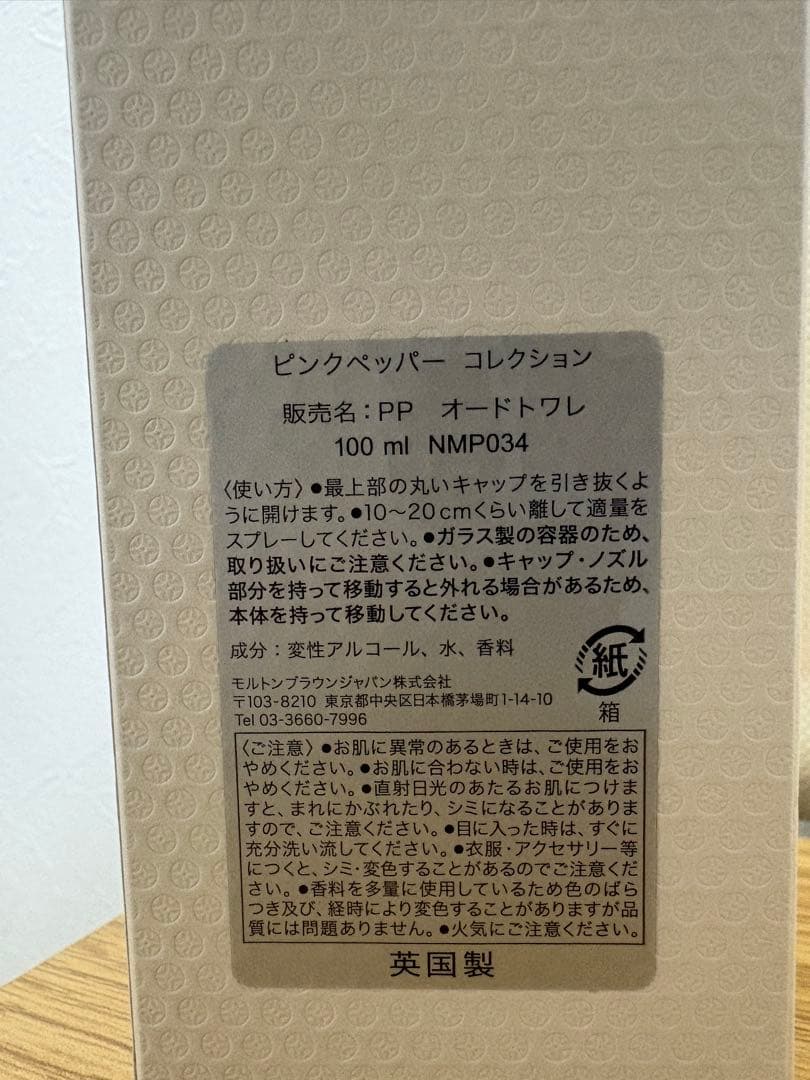 ピンクペッパー コレクション
販売名：PP オードトワレ
100 ml NMP034
〈使い方〉●最上部の丸いキャップを引き抜くよ
うに開けます。●10〜20cmくらい離して適量を
スプレーしてください。●ガラス製の容器のため、
取り扱いにご注意ください。●キャップ・ノズル
部分を持って移動すると外れる場合があるため、
本体を持って移動してください。
成分：変性アルコール、水、香料
モルトンブラウンジャパン株式会社
〒103-8210 東京都中央区日本橋茅場町1-14-10
Tel 03-3660-7996
紙
箱
〈ご注意〉●お肌に異常のあるときは、ご使用をお
やめください。●お肌に合わない時は、ご使用をお
やめください。●直射日光のあたるお肌につけま
すと、まれにかぶれたり、シミになることがありま
すので、ご注意ください。●目に入った時は、すぐに
充分洗い流してください。●衣服・アクセサリー等
につくと、シミ・変色することがあるのでご注意くだ
さい。●香料を多量に使用しているため色のばら
つき及び、経時により変色することがありますが品
質には問題ありません。●火気にご注意ください。
英国製